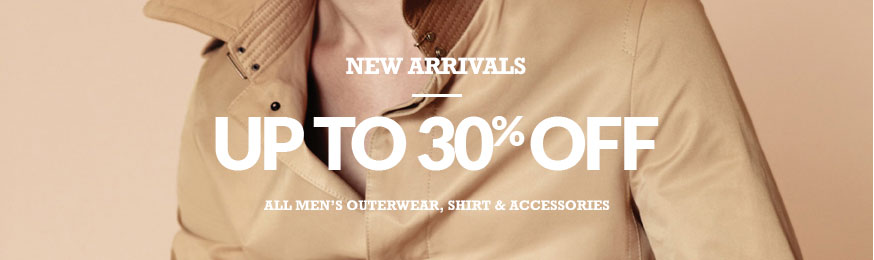 NEW ARRIVALS
UP TO 30% OFF
ALL MEN'S OUTERWEAR, SHIRT & ACCESSORIES